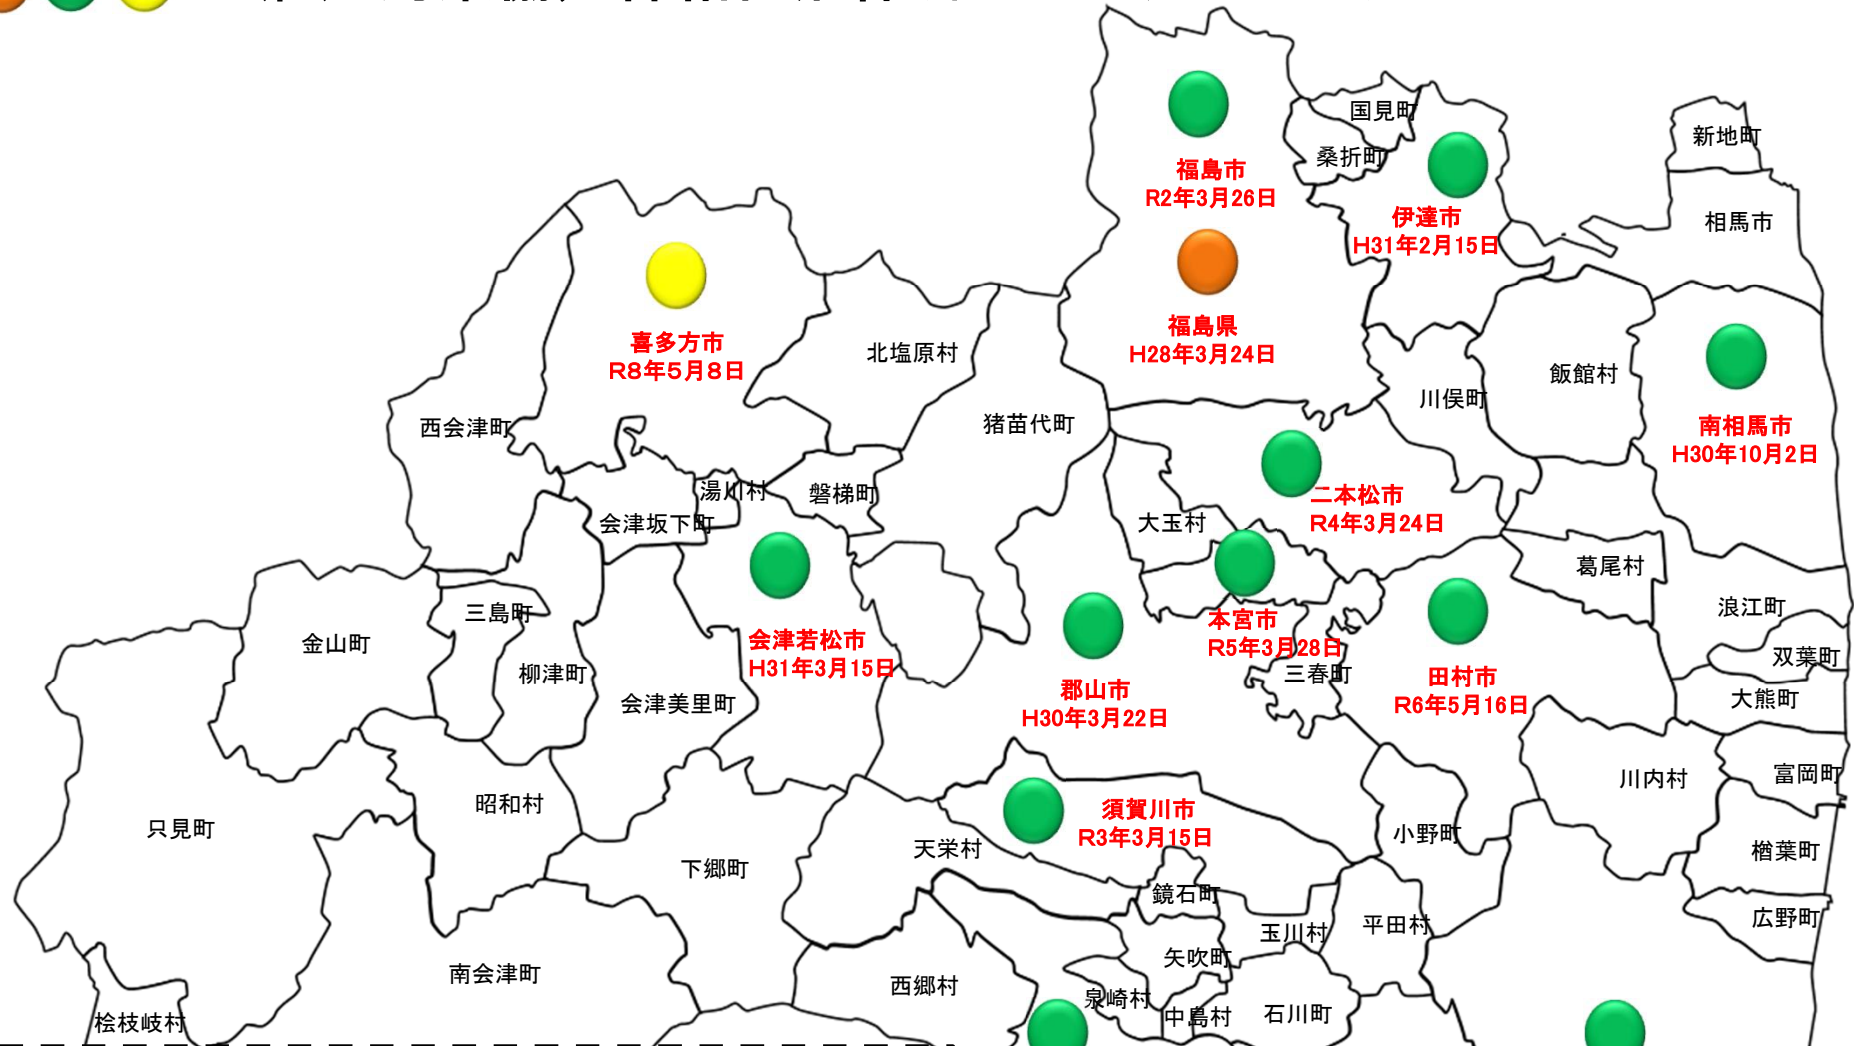 国見町
新地町
桑折町
福島市
R2年3月26日
伊達市
H31年2月15日
相馬市
福島県
H28年3月24日
喜多方市
R8年5月8日
北塩原村
飯館村
川俣町
南相馬市
H30年10月2日
西会津町
猪苗代町
湯川村
磐梯町
会津坂下町
二本松市
R4年3月24日
大玉村
葛尾村
浪江町
三島町
金山町
柳津町
会津若松市
H31年3月15日
本宮市
R5年3月28日
三春町
双葉町
田村市
R6年5月16日
郡山市
H30年3月22日
会津美里町
大熊町
川内村
富岡町
昭和村
只見町
須賀川市
R3年3月15日
小野町
天栄村
楢葉町
下郷町
鏡石町
広野町
玉川村
平田村
矢吹町
南会津町
西郷村
泉崎村
中島村
石川町
桧枝岐村